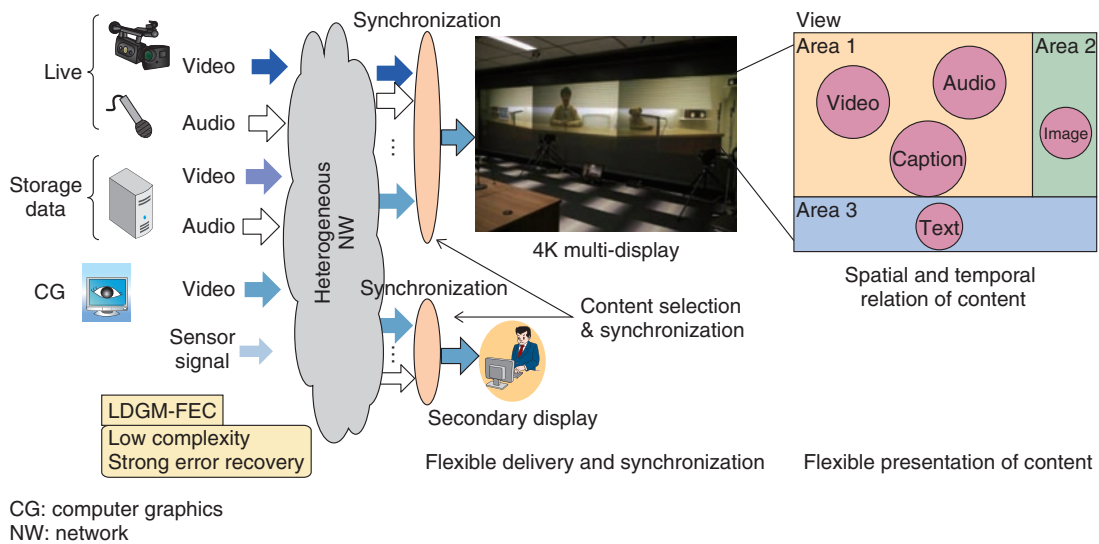 Synchronization
View
Live
Video
Audio
Storage
data
Video
Audio
CG
Video
Sensor
signal
Heterogeneous
NW
...
4K multi-display
Synchronization
...
Content selection
& synchronization
Secondary display
Area 1
Area 2
Video
Audio
Caption
Image
Area 3
Text
Spatial and temporal
relation of content
LDGM-FEC
Low complexity
Strong error recovery
Flexible delivery and synchronization
Flexible presentation of content
CG: computer graphics
NW: network